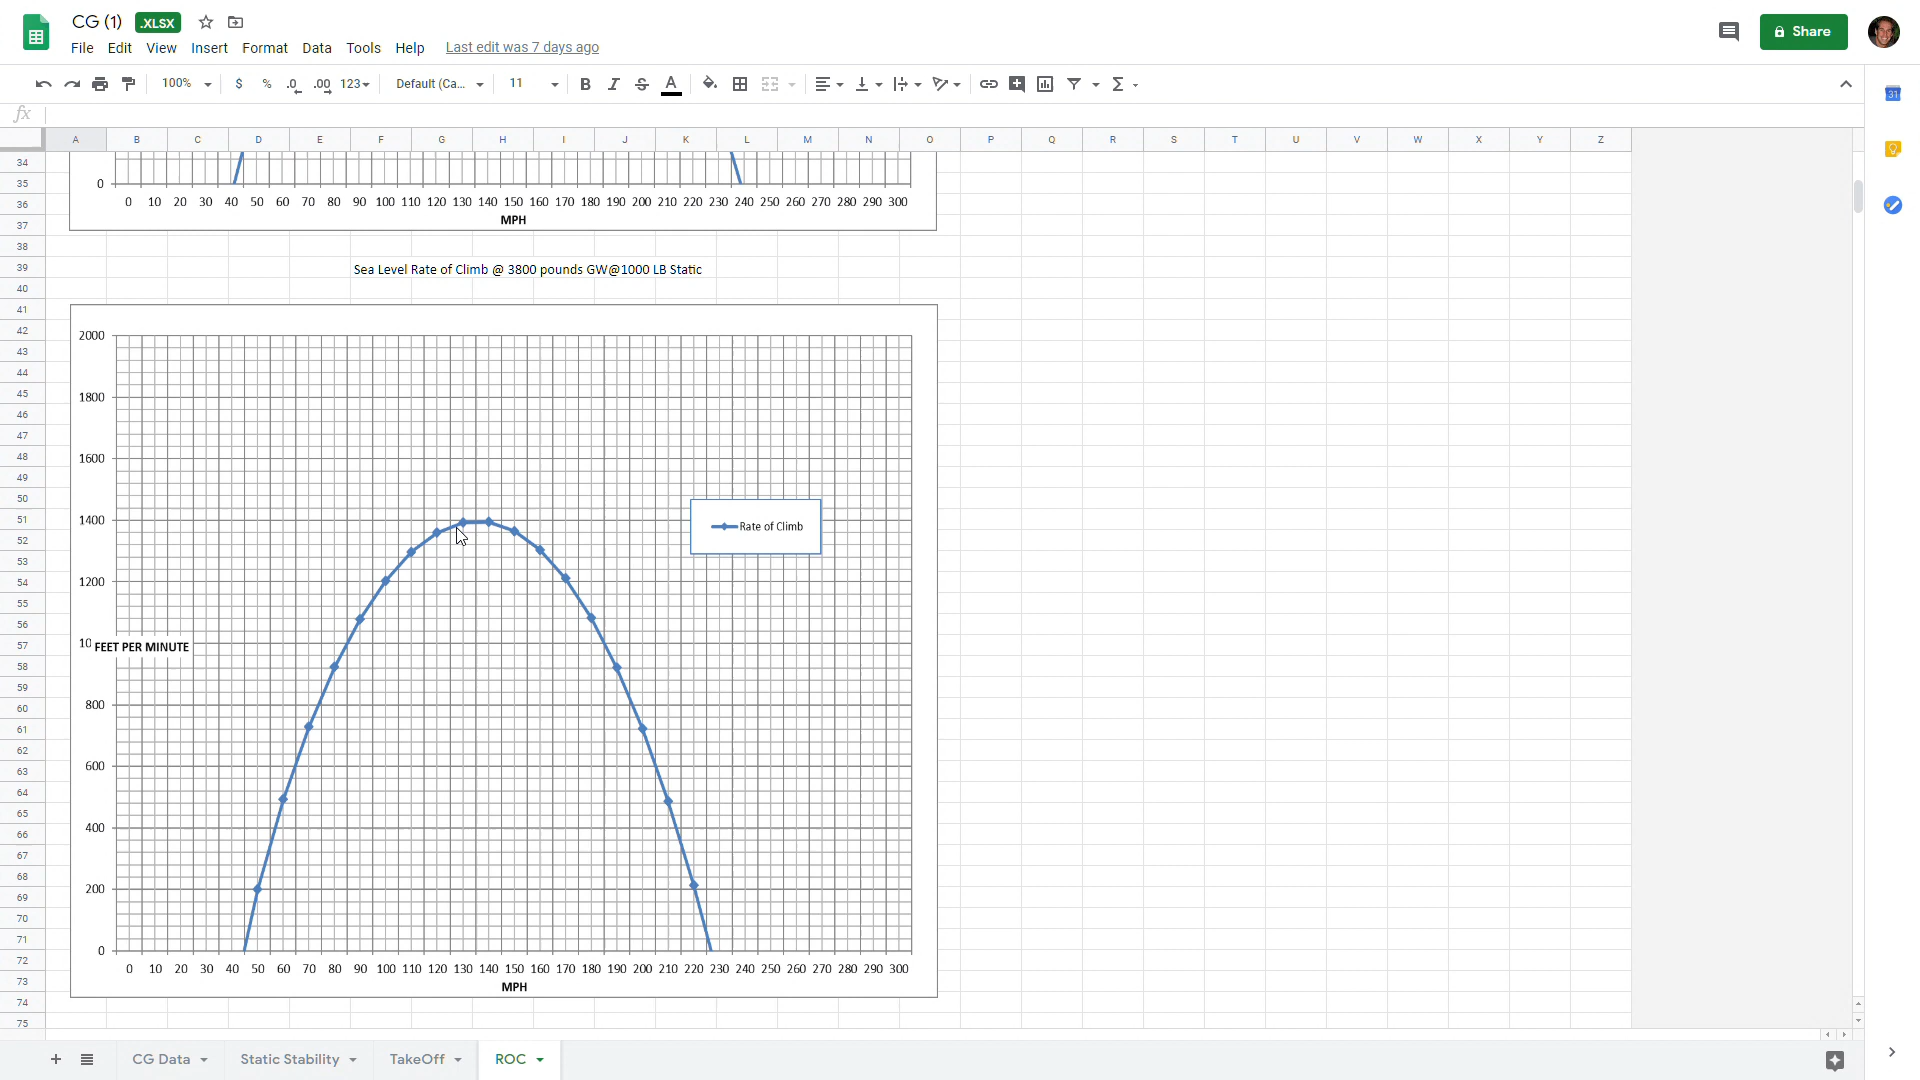 CG (1) .XLSX
File Edit View Insert Format Data Tools Help Last edit was 7 days ago
Share
100% $ % .0 .00 123 Default (Ca... 11 B I S A Σ
31
fx
A B C D E F G H I J K L M N O P Q R S T U V W X Y Z
34
35 0
36 0 10 20 30 40 50 60 70 80 90 100 110 120 130 140 150 160 170 180 190 200 210 220 230 240 250 260 270 280 290 300
37 MPH
38
39 Sea Level Rate of Climb @ 3800 pounds GW@1000 LB Static
40
41
42 2000
43
44
45 1800
46
47
48 1600
49
50
51 1400 Rate of Climb
52
53
54 1200
55
56
57 10 FEET PER MINUTE
58
59
60 800
61
62
63 600
64
65
66 400
67
68
69 200
70
71
72 0
73 0 10 20 30 40 50 60 70 80 90 100 110 120 130 140 150 160 170 180 190 200 210 220 230 240 250 260 270 280 290 300
74 MPH
75
+ CG Data Static Stability TakeOff ROC